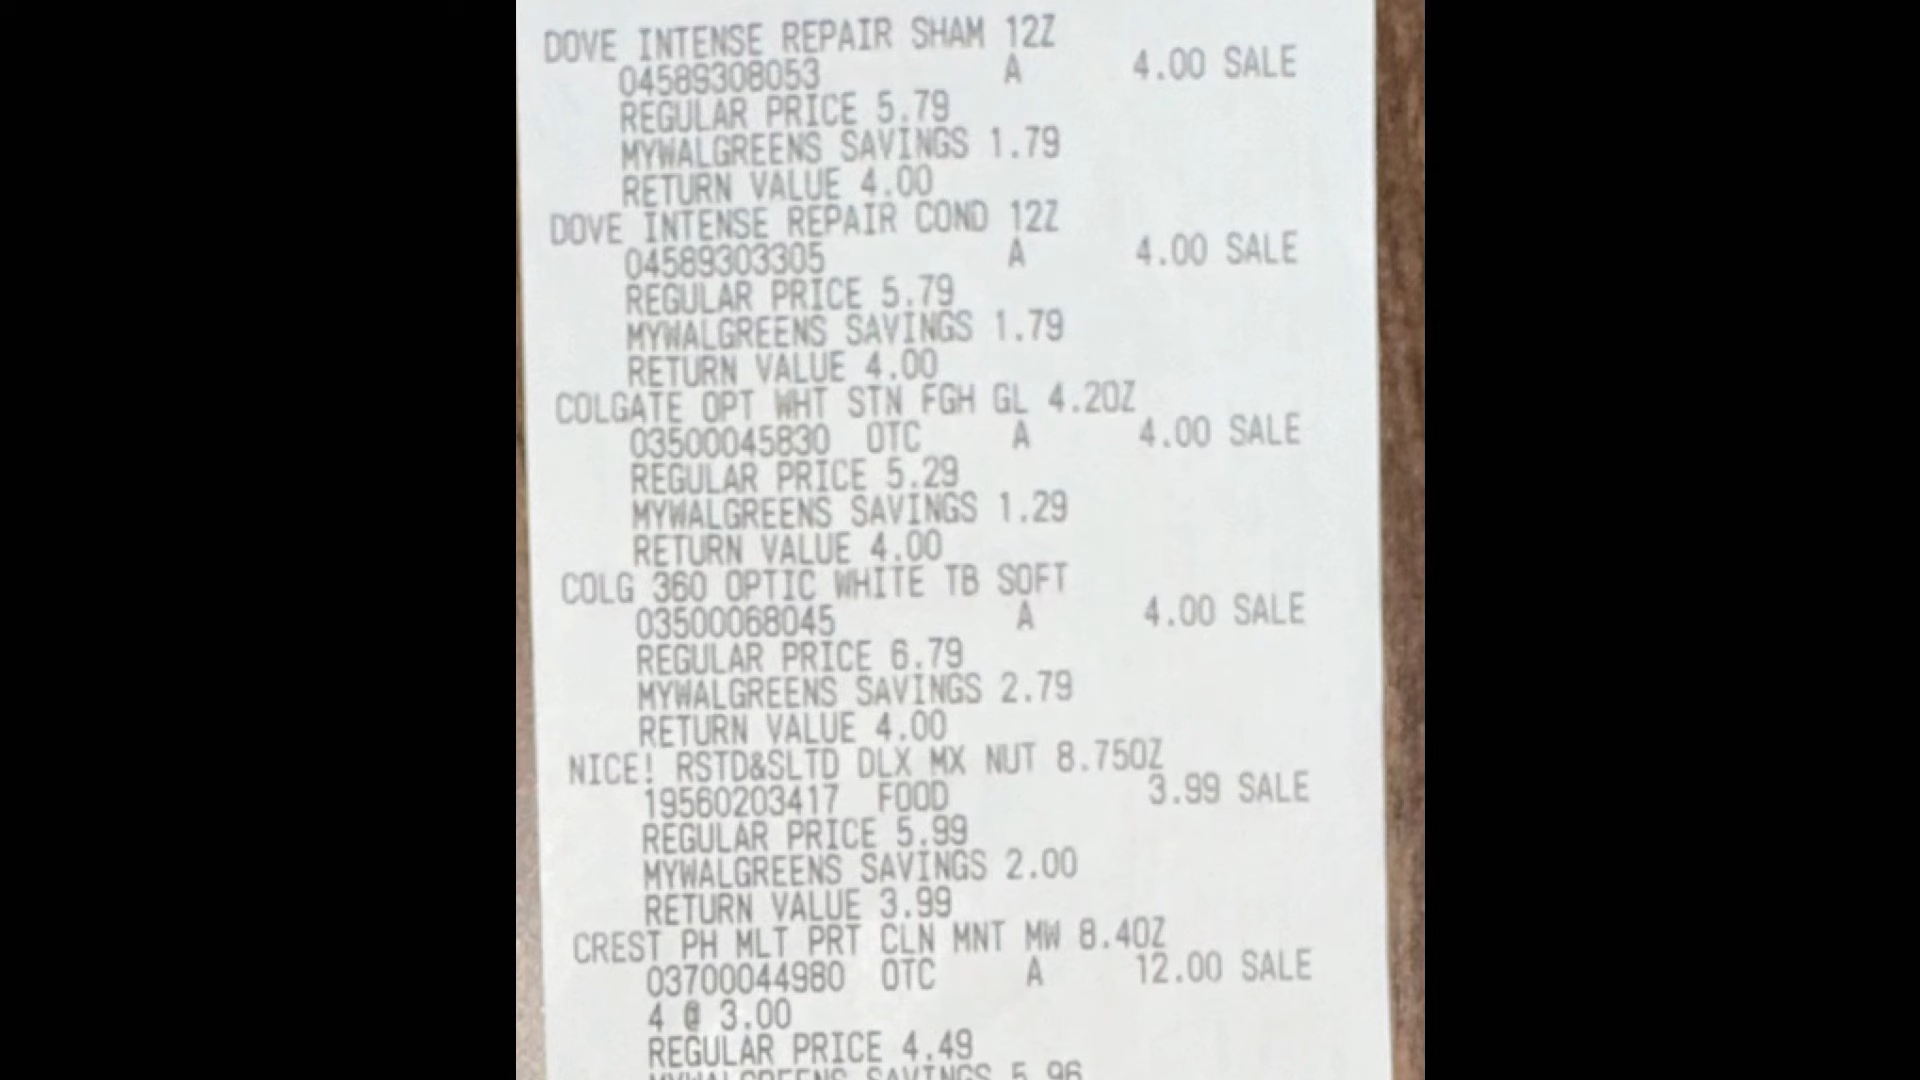 DOVE INTENSE REPAIR SHAM 12Z
04589308053 A 4.00 SALE
REGULAR PRICE 5.79
MYWALGREENS SAVINGS 1.79
RETURN VALUE 4.00
DOVE INTENSE REPAIR COND 12Z
04589303305 A 4.00 SALE
REGULAR PRICE 5.79
MYWALGREENS SAVINGS 1.79
RETURN VALUE 4.00
COLGATE OPT WHT STN FGH GL 4.2OZ
03500045830 OTC A 4.00 SALE
REGULAR PRICE 5.29
MYWALGREENS SAVINGS 1.29
RETURN VALUE 4.00
COLG 360 OPTIC WHITE TB SOFT
03500068045 A 4.00 SALE
REGULAR PRICE 6.79
MYWALGREENS SAVINGS 2.79
RETURN VALUE 4.00
NICE! RSTD&SLTD DLX MX NUT 8.75OZ
19560203417 FOOD 3.99 SALE
REGULAR PRICE 5.99
MYWALGREENS SAVINGS 2.00
RETURN VALUE 3.99
CREST PH MLT PRT CLN MNT MW 8.4OZ
03700044980 OTC A 12.00 SALE
4 @ 3.00
REGULAR PRICE 4.49
MYWALGREENS SAVINGS 5.96